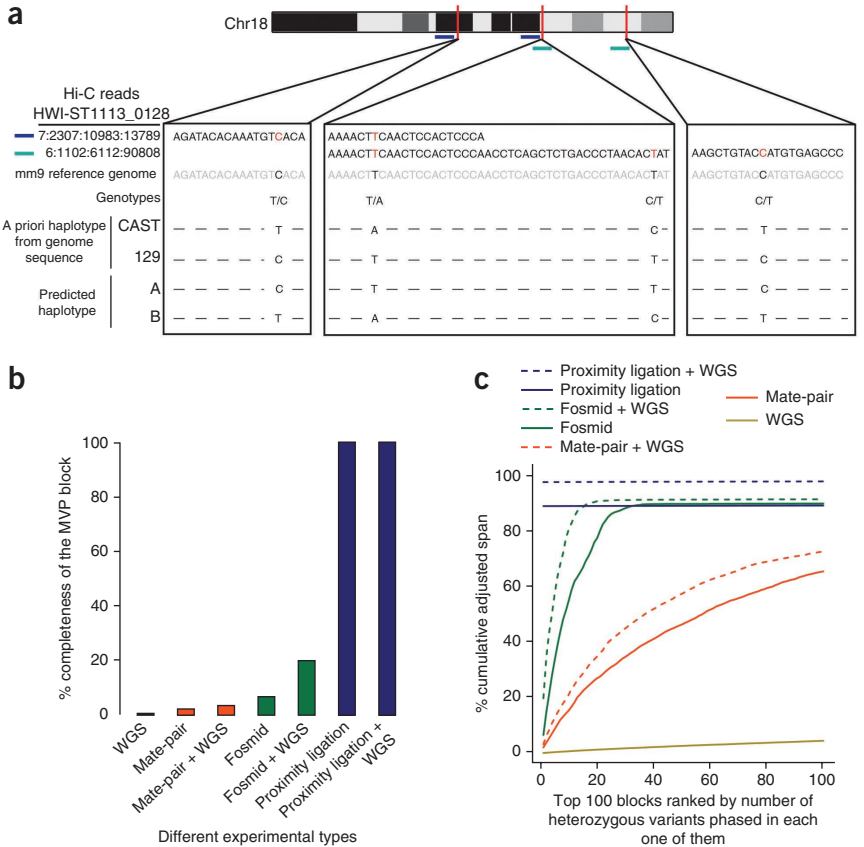 a
Chr18
Hi-C reads
HWI-ST1113_0128
7:2307:10983:13789
6:1102:6112:90808
mm9 reference genome
Genotypes
A priori haplotype
from genome
sequence
CAST
129
Predicted
haplotype
A
B
AGATACACAAATGTCACA
AGATACACAAATGTCACA
T/C
T
C
C
T
AAAACTTCAACTCCACTCCCA
AAAACTTCAACTCCACTCCCAACCTCAGCTCTGACCCTAACACTAT
AAAACTTCAACTCCACTCCCAACCTCAGCTCTGACCCTAACACTAT
T/A C/T
A C
T T
T T
A C
AAGCTGTACCATGTGAGCCC
AAGCTGTACCATGTGAGCCC
C/T
T
C
C
T
b
% completeness of the MVP block
100
80
60
40
20
0
WGS
Mate-pair
Mate-pair + WGS
Fosmid
Fosmid + WGS
Proximity ligation
Proximity ligation +
WGS
Different experimental types
c
Proximity ligation + WGS
Proximity ligation
Fosmid + WGS
Fosmid
Mate-pair + WGS
Mate-pair
WGS
% cumulative adjusted span
100
80
60
40
20
0
0 20 40 60 80 100
Top 100 blocks ranked by number of
heterozygous variants phased in each
one of them